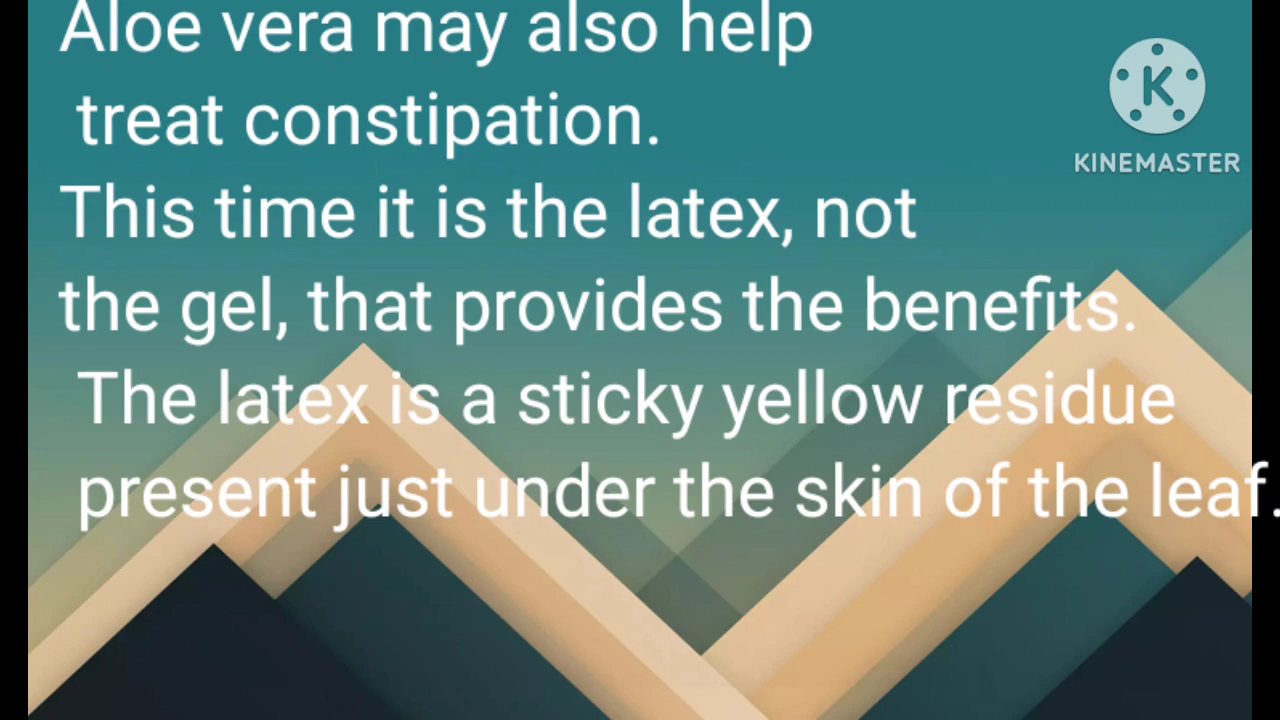 Aloe vera may also help
treat constipation.
This time it is the latex, not
the gel, that provides the benefits.
The latex is a sticky yellow residue
present just under the skin of the leaf.
K
KINEMASTER